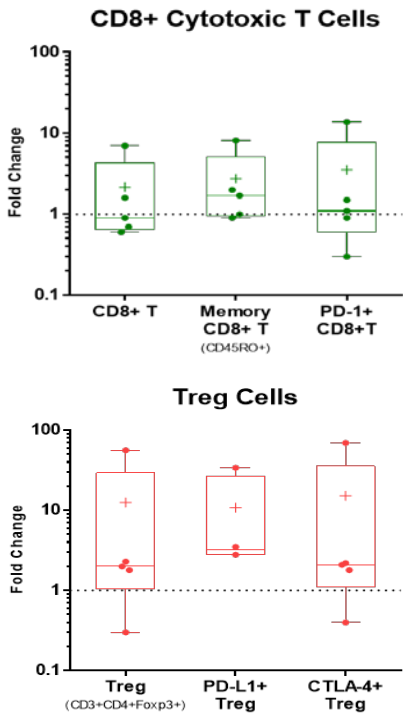 CD8+ Cytotoxic T Cells
100
10
1
0.1
Fold Change
CD8+ T
Memory
CD8+ T
(CD45RO+)
PD-1+
CD8+T
Treg Cells
100
10
1
0.1
Fold Change
Treg
(CD3+CD4+Foxp3+)
PD-L1+
Treg
CTLA-4+
Treg